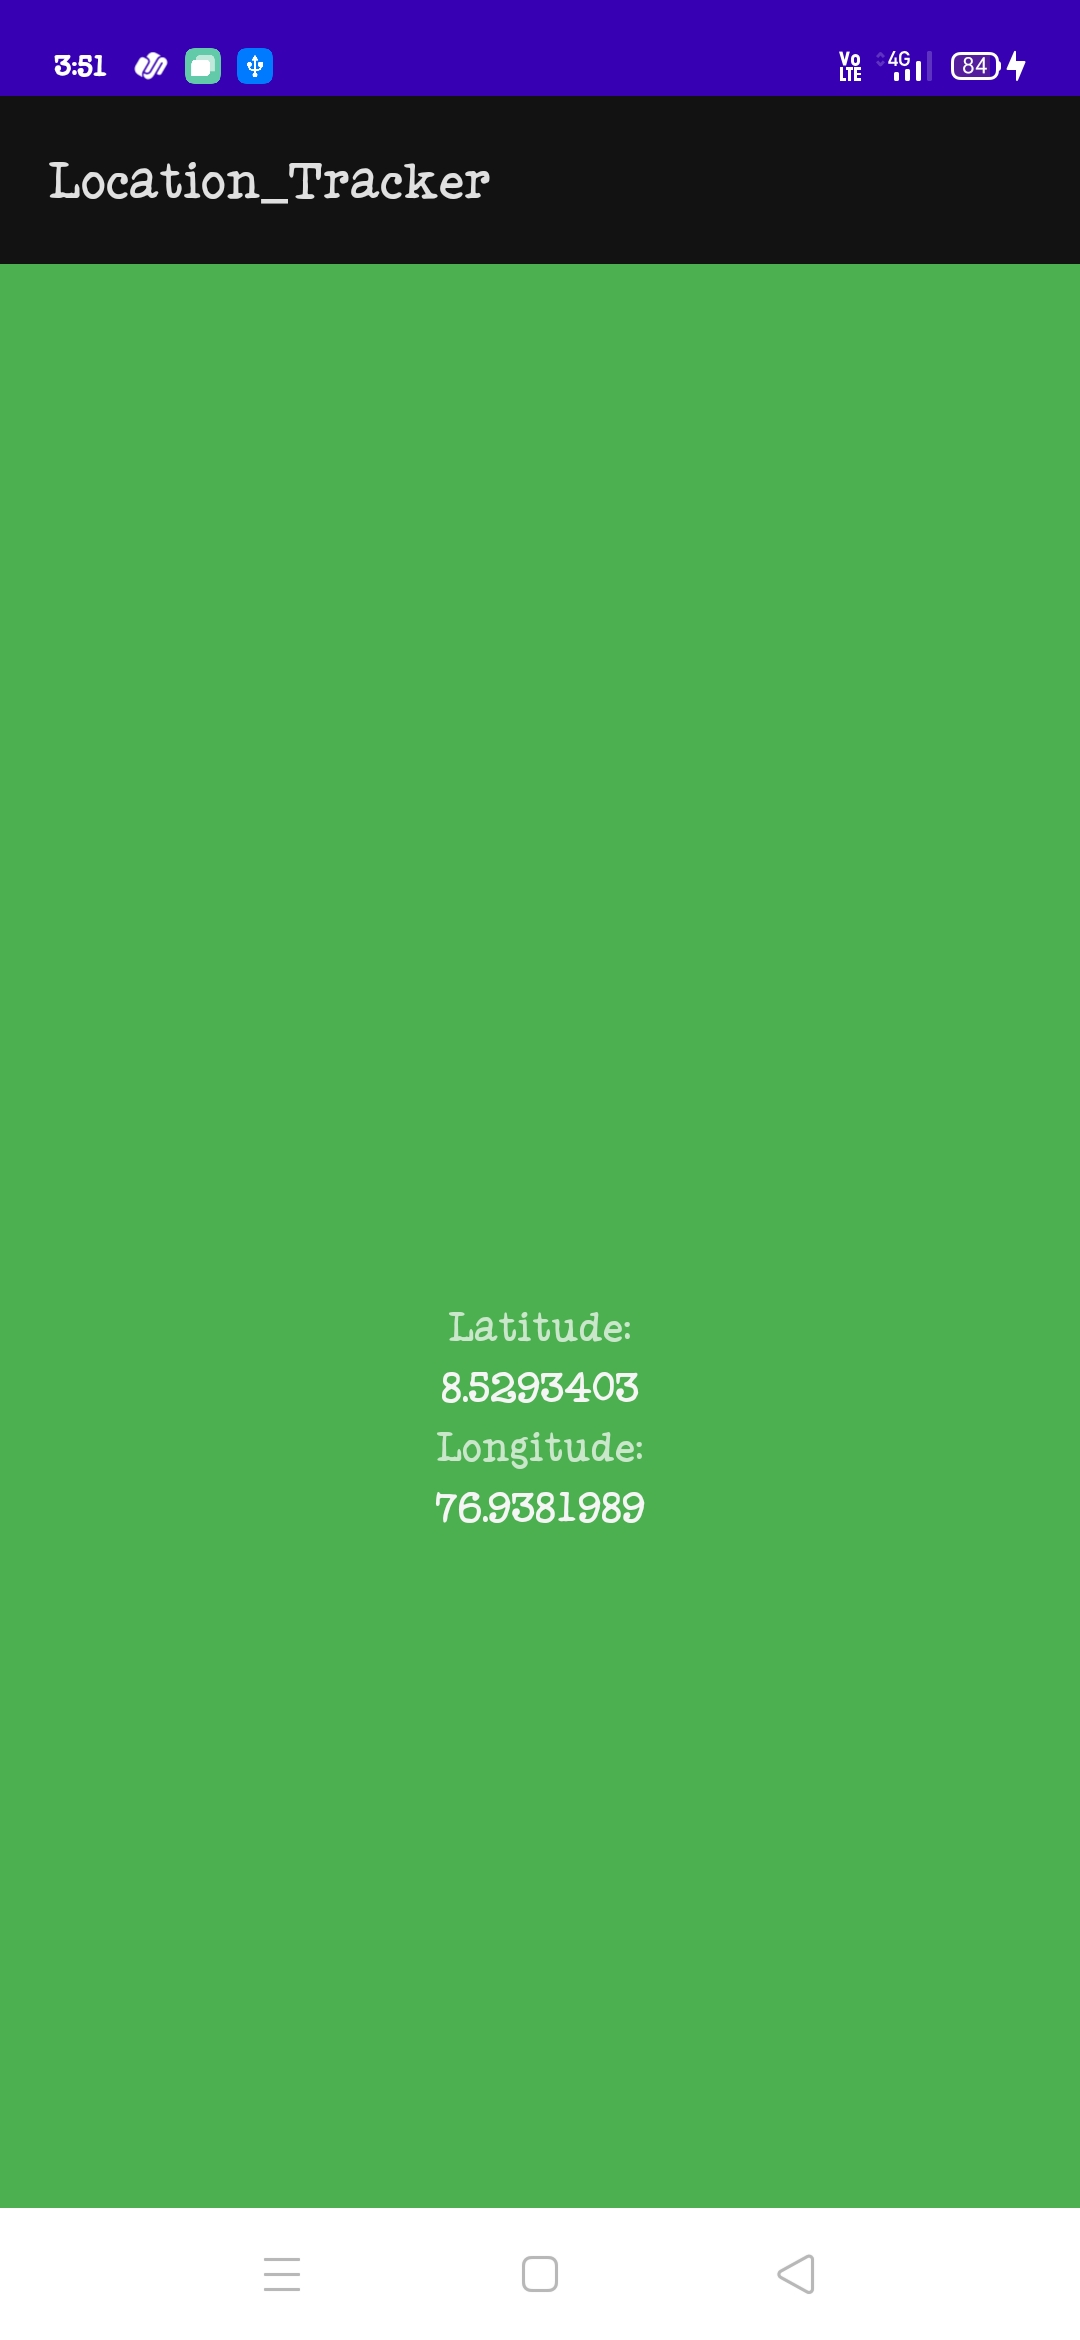 3:51
Vo
LTE
4G
84
Location_Tracker
Latitude:
8.5293403
Longitude:
76.9381989